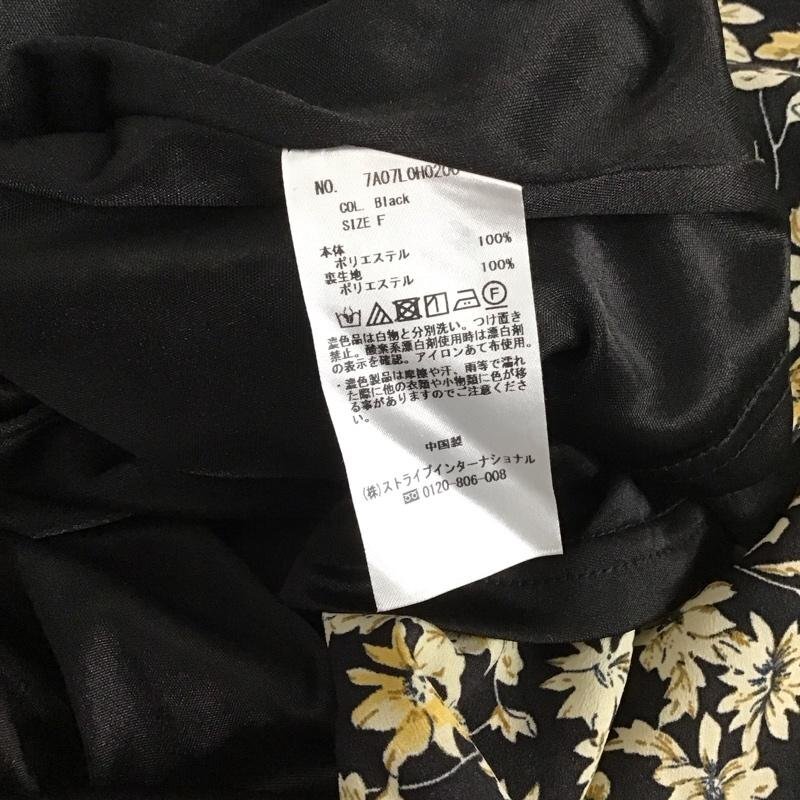 NO. 7A07L0H0200
COL. Black
SIZE F
本体
ポリエステル 100%
裏生地
ポリエステル 100%
濃色品は白物と分別洗い。つけ置き
禁止。酸素系漂白剤使用時は漂白剤
の表示を確認。アイロンあて布使用。
・濃色製品は摩擦や汗、雨等で濡れ
た際に他の衣類や小物類に色が移
る事がありますのでご注意くださ
い。
中国製
(株)ストライプインターナショナル
0120-806-008